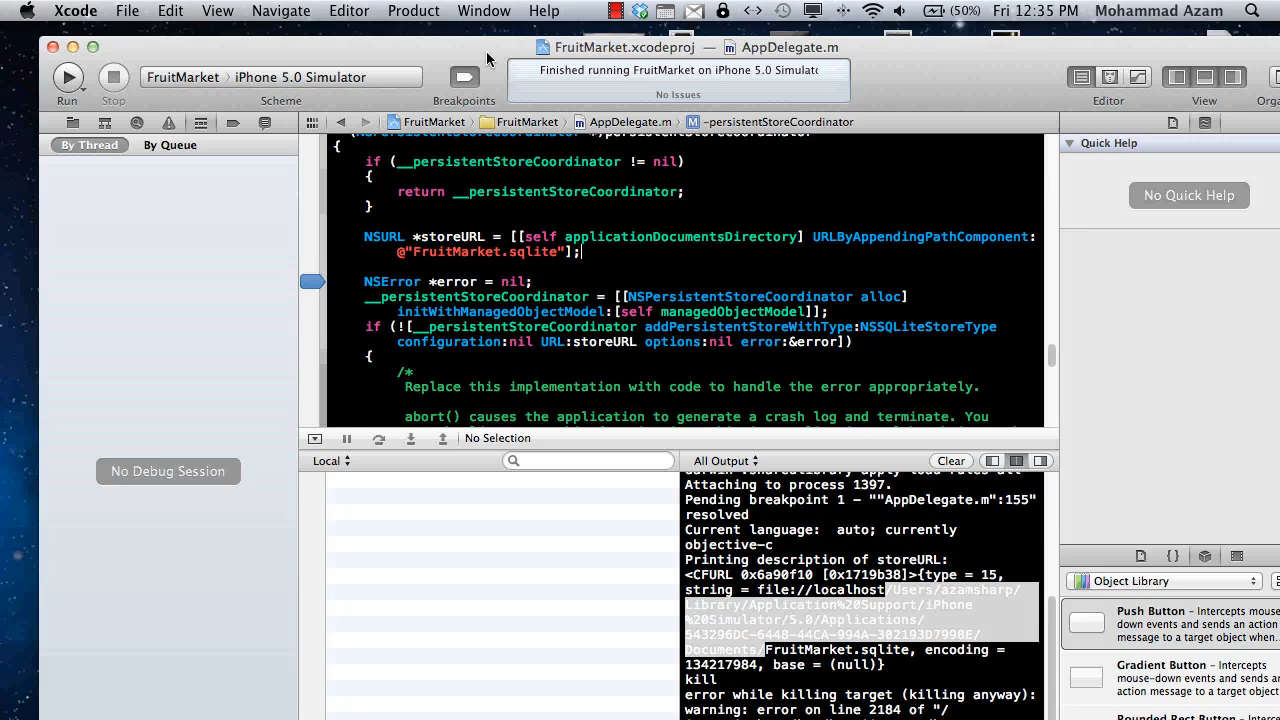 Xcode File Edit View Navigate Editor Product Window Help (50%) Fri 12:35 PM Mohammad Azam
FruitMarket.xcodeproj — AppDelegate.m
FruitMarket iPhone 5.0 Simulator
Finished running FruitMarket on iPhone 5.0 Simulato
No Issues
Run Stop Scheme Breakpoints Editor View Orga
FruitMarket FruitMarket AppDelegate.m M -persistentStoreCoordinator
By Thread By Queue
No Debug Session
{
if (__persistentStoreCoordinator != nil)
{
return __persistentStoreCoordinator;
}
NSURL *storeURL = [[self applicationDocumentsDirectory] URLByAppendingPathComponent:
@"FruitMarket.sqlite"];
NSError *error = nil;
__persistentStoreCoordinator = [[NSPersistentStoreCoordinator alloc]
initWithManagedObjectModel:[self managedObjectModel]];
if (![__persistentStoreCoordinator addPersistentStoreWithType:NSSQLiteStoreType
configuration:nil URL:storeURL options:nil error:&error])
{
/*
Replace this implementation with code to handle the error appropriately.
abort() causes the application to generate a crash log and terminate. You
No Selection
Local
All Output Clear
Attaching to process 1397.
Pending breakpoint 1 - ""AppDelegate.m":155"
resolved
Current language: auto; currently
objective-c
Printing description of storeURL:
<CFURL 0x6a90f10 [0x1719b38]>{type = 15,
string = file://localhost/Users/azamsharp/
Library/Application%20Support/iPhone
%20Simulator/5.0/Applications/
543296DC-6448-44CA-994A-302193D7998E/
Documents/FruitMarket.sqlite, encoding =
134217984, base = (null)}
kill
error while killing target (killing anyway):
warning: error on line 2184 of "/
Quick Help
No Quick Help
{}
Object Library
Push Button - Intercepts mouse-
down events and sends an action
message to a target object when...
Gradient Button - Intercepts
mouse-down events and sends an
action message to a target object...
Rounded Rect Button - Intercepts